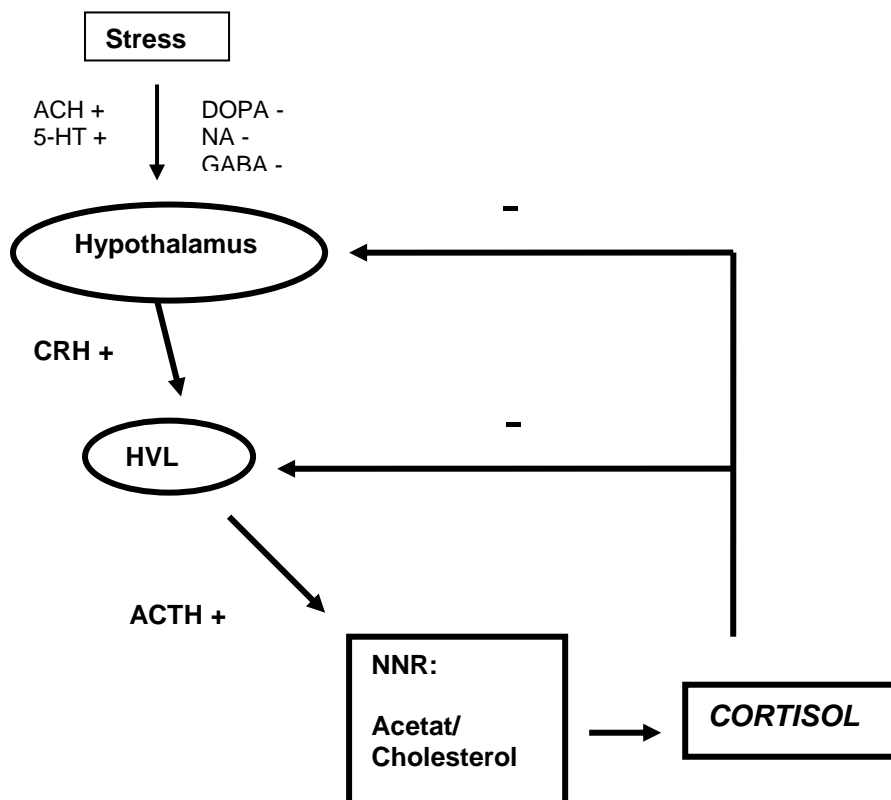 Stress
ACH +
5-HT +
DOPA -
NA -
GABA -
-
Hypothalamus
CRH +
-
HVL
ACTH +
NNR:
Acetat/
Cholesterol
CORTISOL